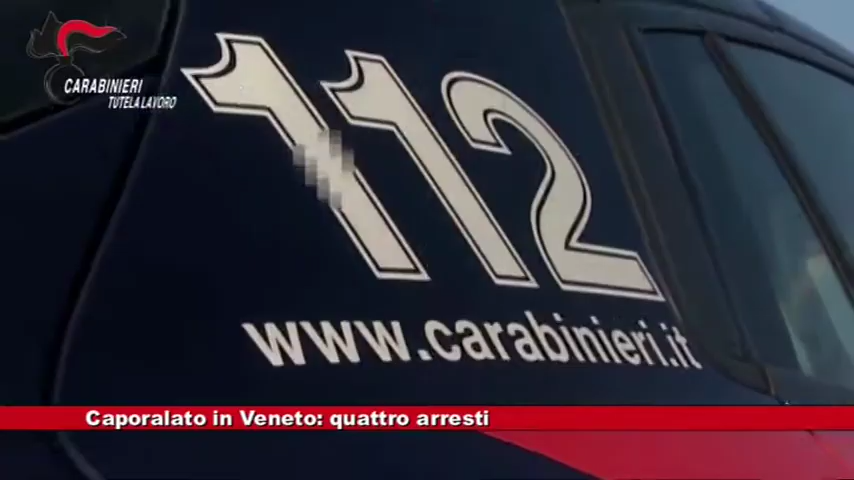 CARABINIERI
TUTELA LAVORO
112
www.carabinieri.it
Caporalato in Veneto: quattro arresti